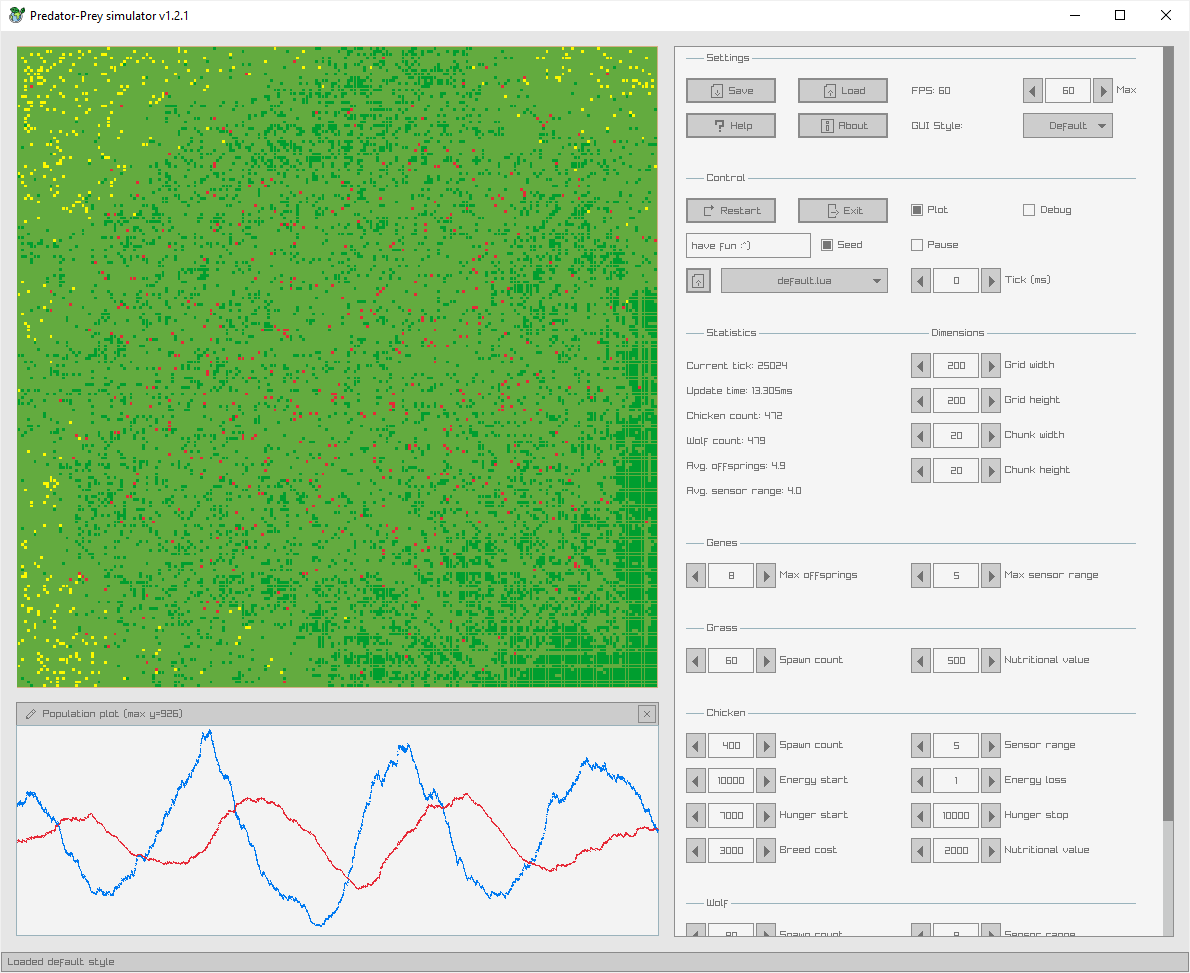 Predator-Prey simulator v1.2.1
Settings
Save Load FPS: 60 60 Max
Help About GUI Style: Default
Control
Restart Exit Plot Debug
have fun :^) Seed Pause
default.lua 0 Tick (ms)
Statistics Dimensions
Current tick: 25024 200 Grid width
Update time: 13.305ms
Chicken count: 472 200 Grid height
Wolf count: 479 20 Chunk width
Avg. offsprings: 4.9 20 Chunk height
Avg. sensor range: 4.0
Genes
8 Max offsprings 5 Max sensor range
Grass
60 Spawn count 500 Nutritional value
Population plot (max y=926)
Chicken
400 Spawn count 5 Sensor range
10000 Energy start 1 Energy loss
7000 Hunger start 10000 Hunger stop
3000 Breed cost 2000 Nutritional value
Wolf
Spawn count Sensor range
Loaded default style